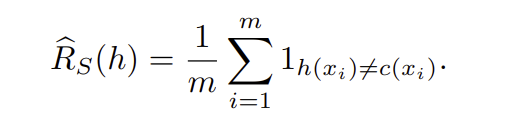 $\widehat{R}_S(h) = \frac{1}{m} \sum_{i=1}^{m} 1_{h(x_i) \neq c(x_i)}.$